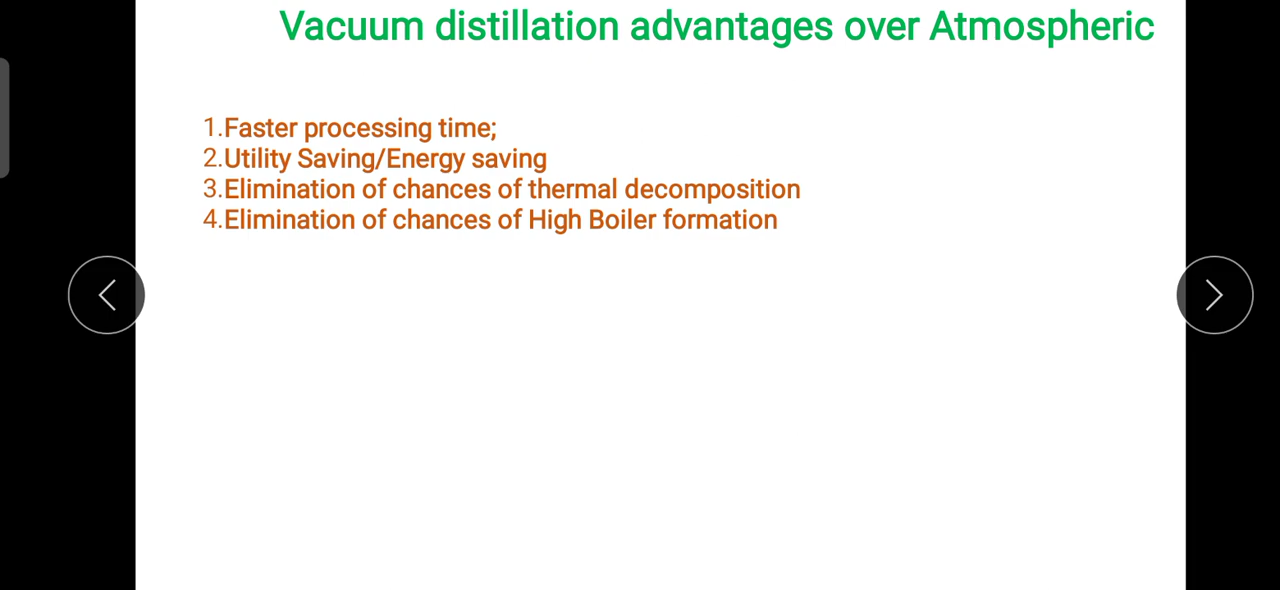 Vacuum distillation advantages over Atmospheric
1.Faster processing time;
2.Utility Saving/Energy saving
3.Elimination of chances of thermal decomposition
4.Elimination of chances of High Boiler formation